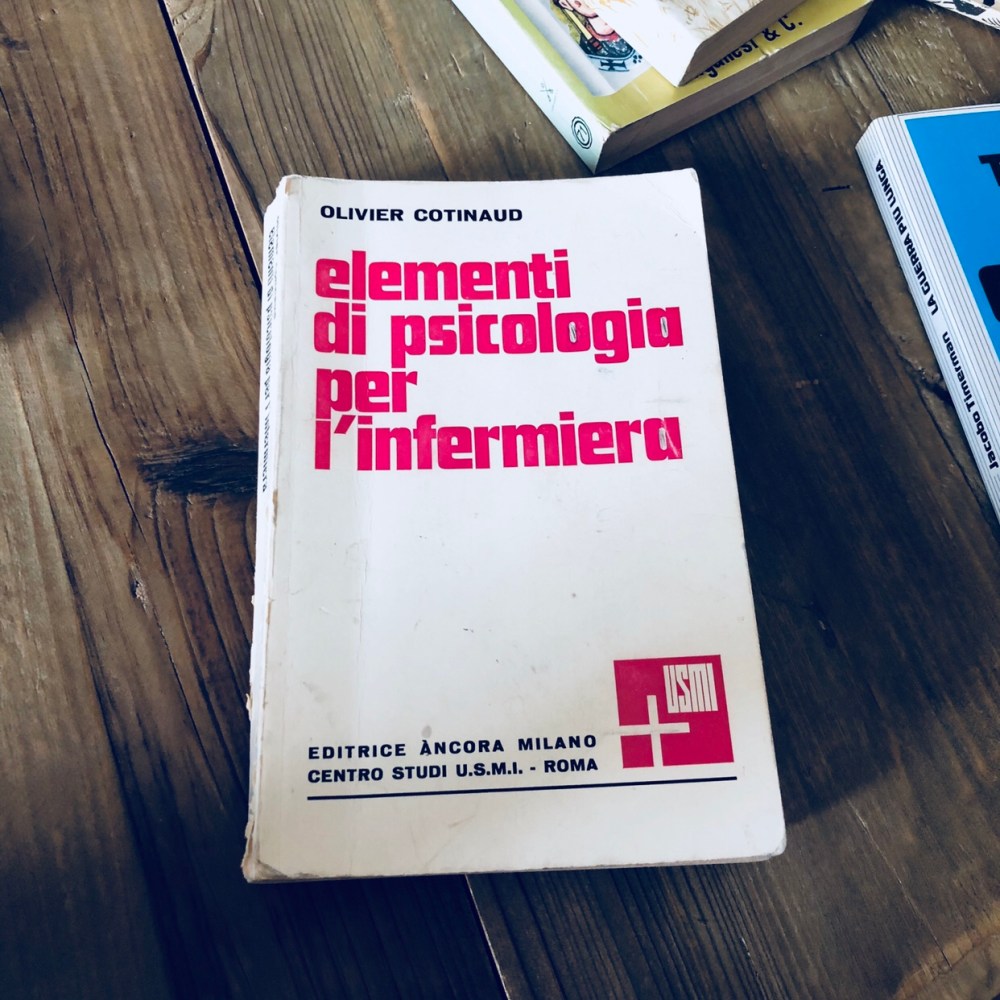 OLIVIER COTINAUD
elementi
di psicologia
per
l'infermiera
USMI
EDITRICE ÀNCORA MILANO
CENTRO STUDI U.S.M.I. - ROMA
& C.
Jacobo Timerman LA GUERRA PIÙ LUNGA